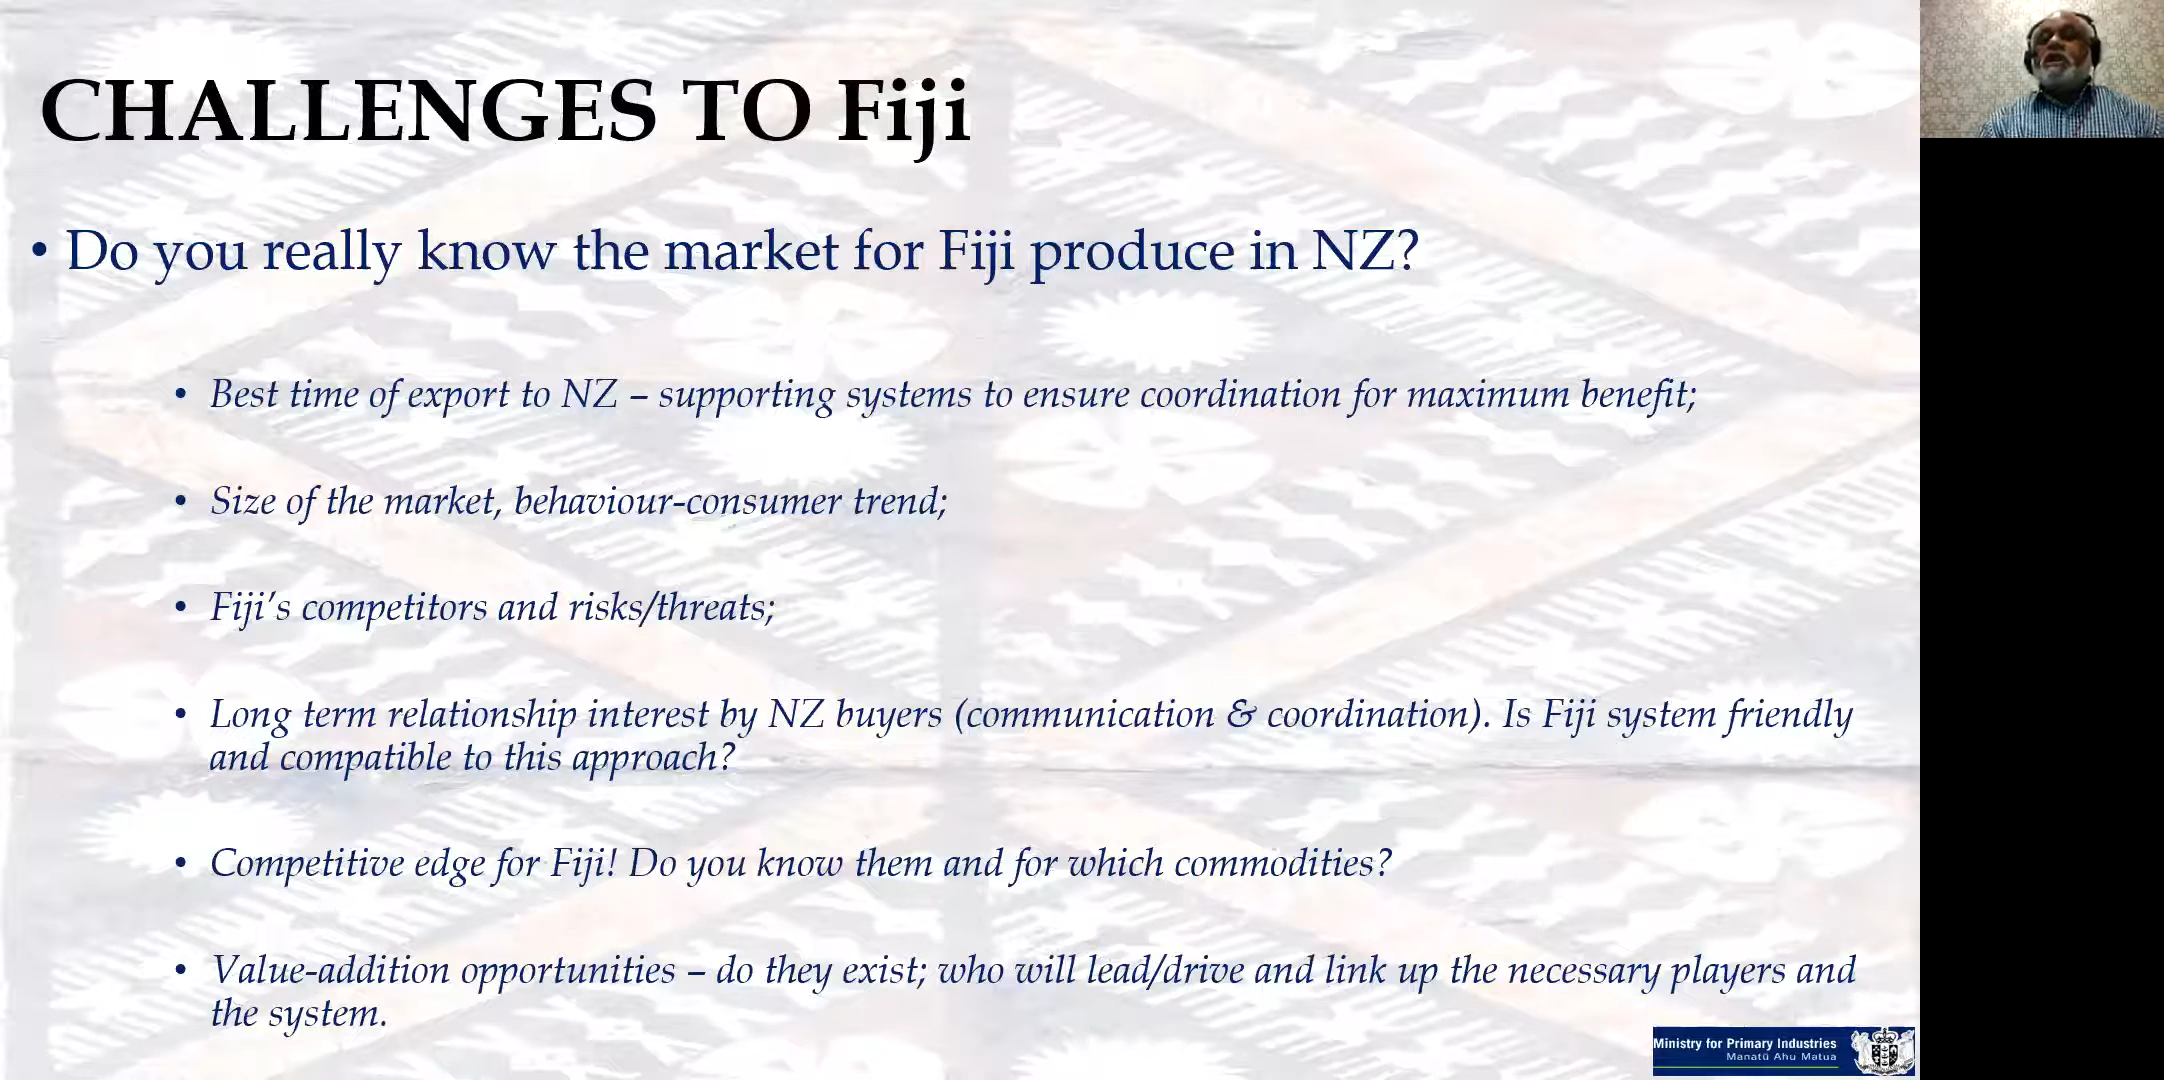 CHALLENGES TO Fiji
• Do you really know the market for Fiji produce in NZ?
• Best time of export to NZ – supporting systems to ensure coordination for maximum benefit;
• Size of the market, behaviour-consumer trend;
• Fiji’s competitors and risks/threats;
• Long term relationship interest by NZ buyers (communication & coordination). Is Fiji system friendly
and compatible to this approach?
• Competitive edge for Fiji! Do you know them and for which commodities?
• Value-addition opportunities – do they exist; who will lead/drive and link up the necessary players and
the system.
Ministry for Primary Industries
Manatū Ahu Matua